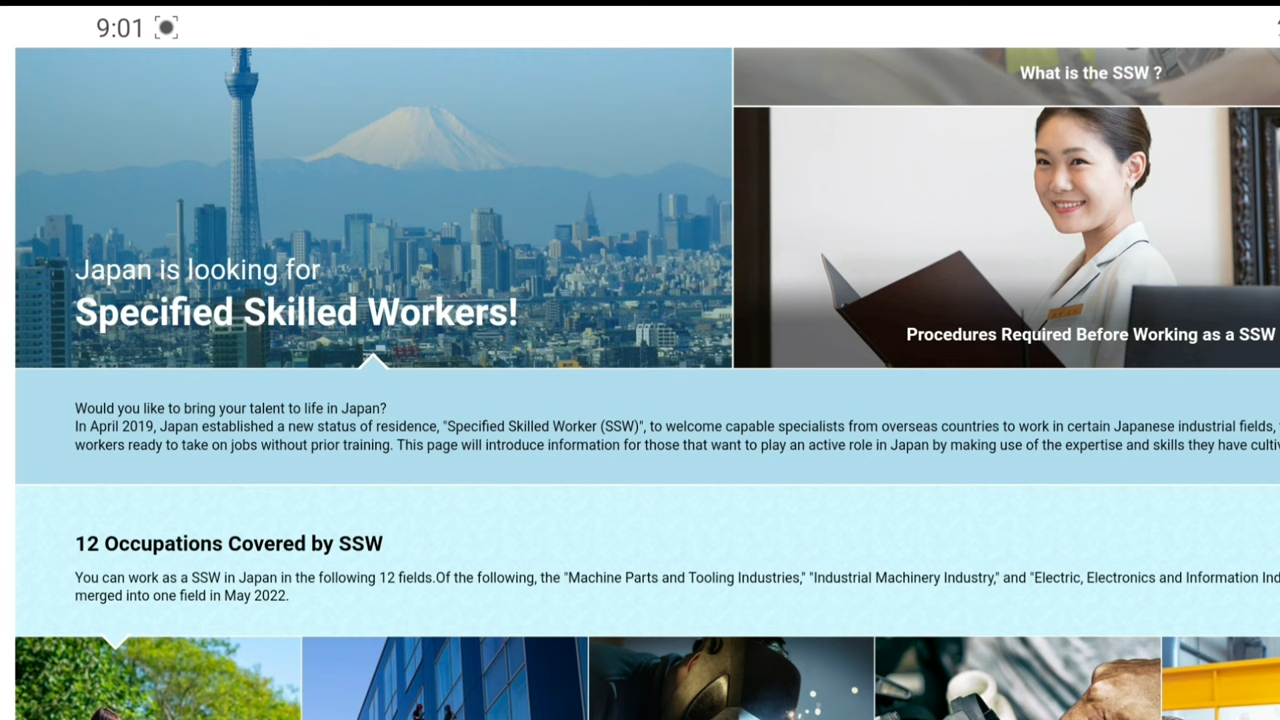 9:01
What is the SSW ?
Japan is looking for
Specified Skilled Workers!
Procedures Required Before Working as a SSW
Would you like to bring your talent to life in Japan?
In April 2019, Japan established a new status of residence, "Specified Skilled Worker (SSW)", to welcome capable specialists from overseas countries to work in certain Japanese industrial fields,
workers ready to take on jobs without prior training. This page will introduce information for those that want to play an active role in Japan by making use of the expertise and skills they have
12 Occupations Covered by SSW
You can work as a SSW in Japan in the following 12 fields.Of the following, the "Machine Parts and Tooling Industries," "Industrial Machinery Industry," and "Electric, Electronics and Information
merged into one field in May 2022.